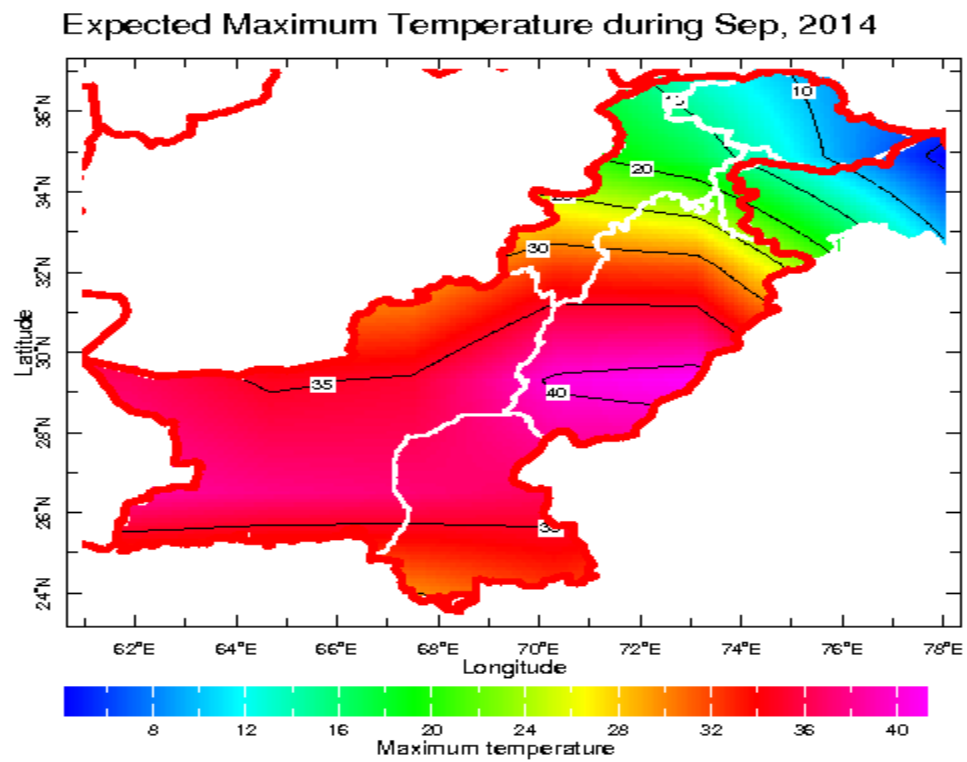 Expected Maximum Temperature during Sep, 2014
36°N
34°N
32°N
30°N
28°N
26°N
24°N
Latitude
10
20
30
35
40
62°E 64°E 66°E 68°E 70°E 72°E 74°E 76°E 78°E
Longitude
8 12 16 20 24 28 32 36 40
Maximum temperature